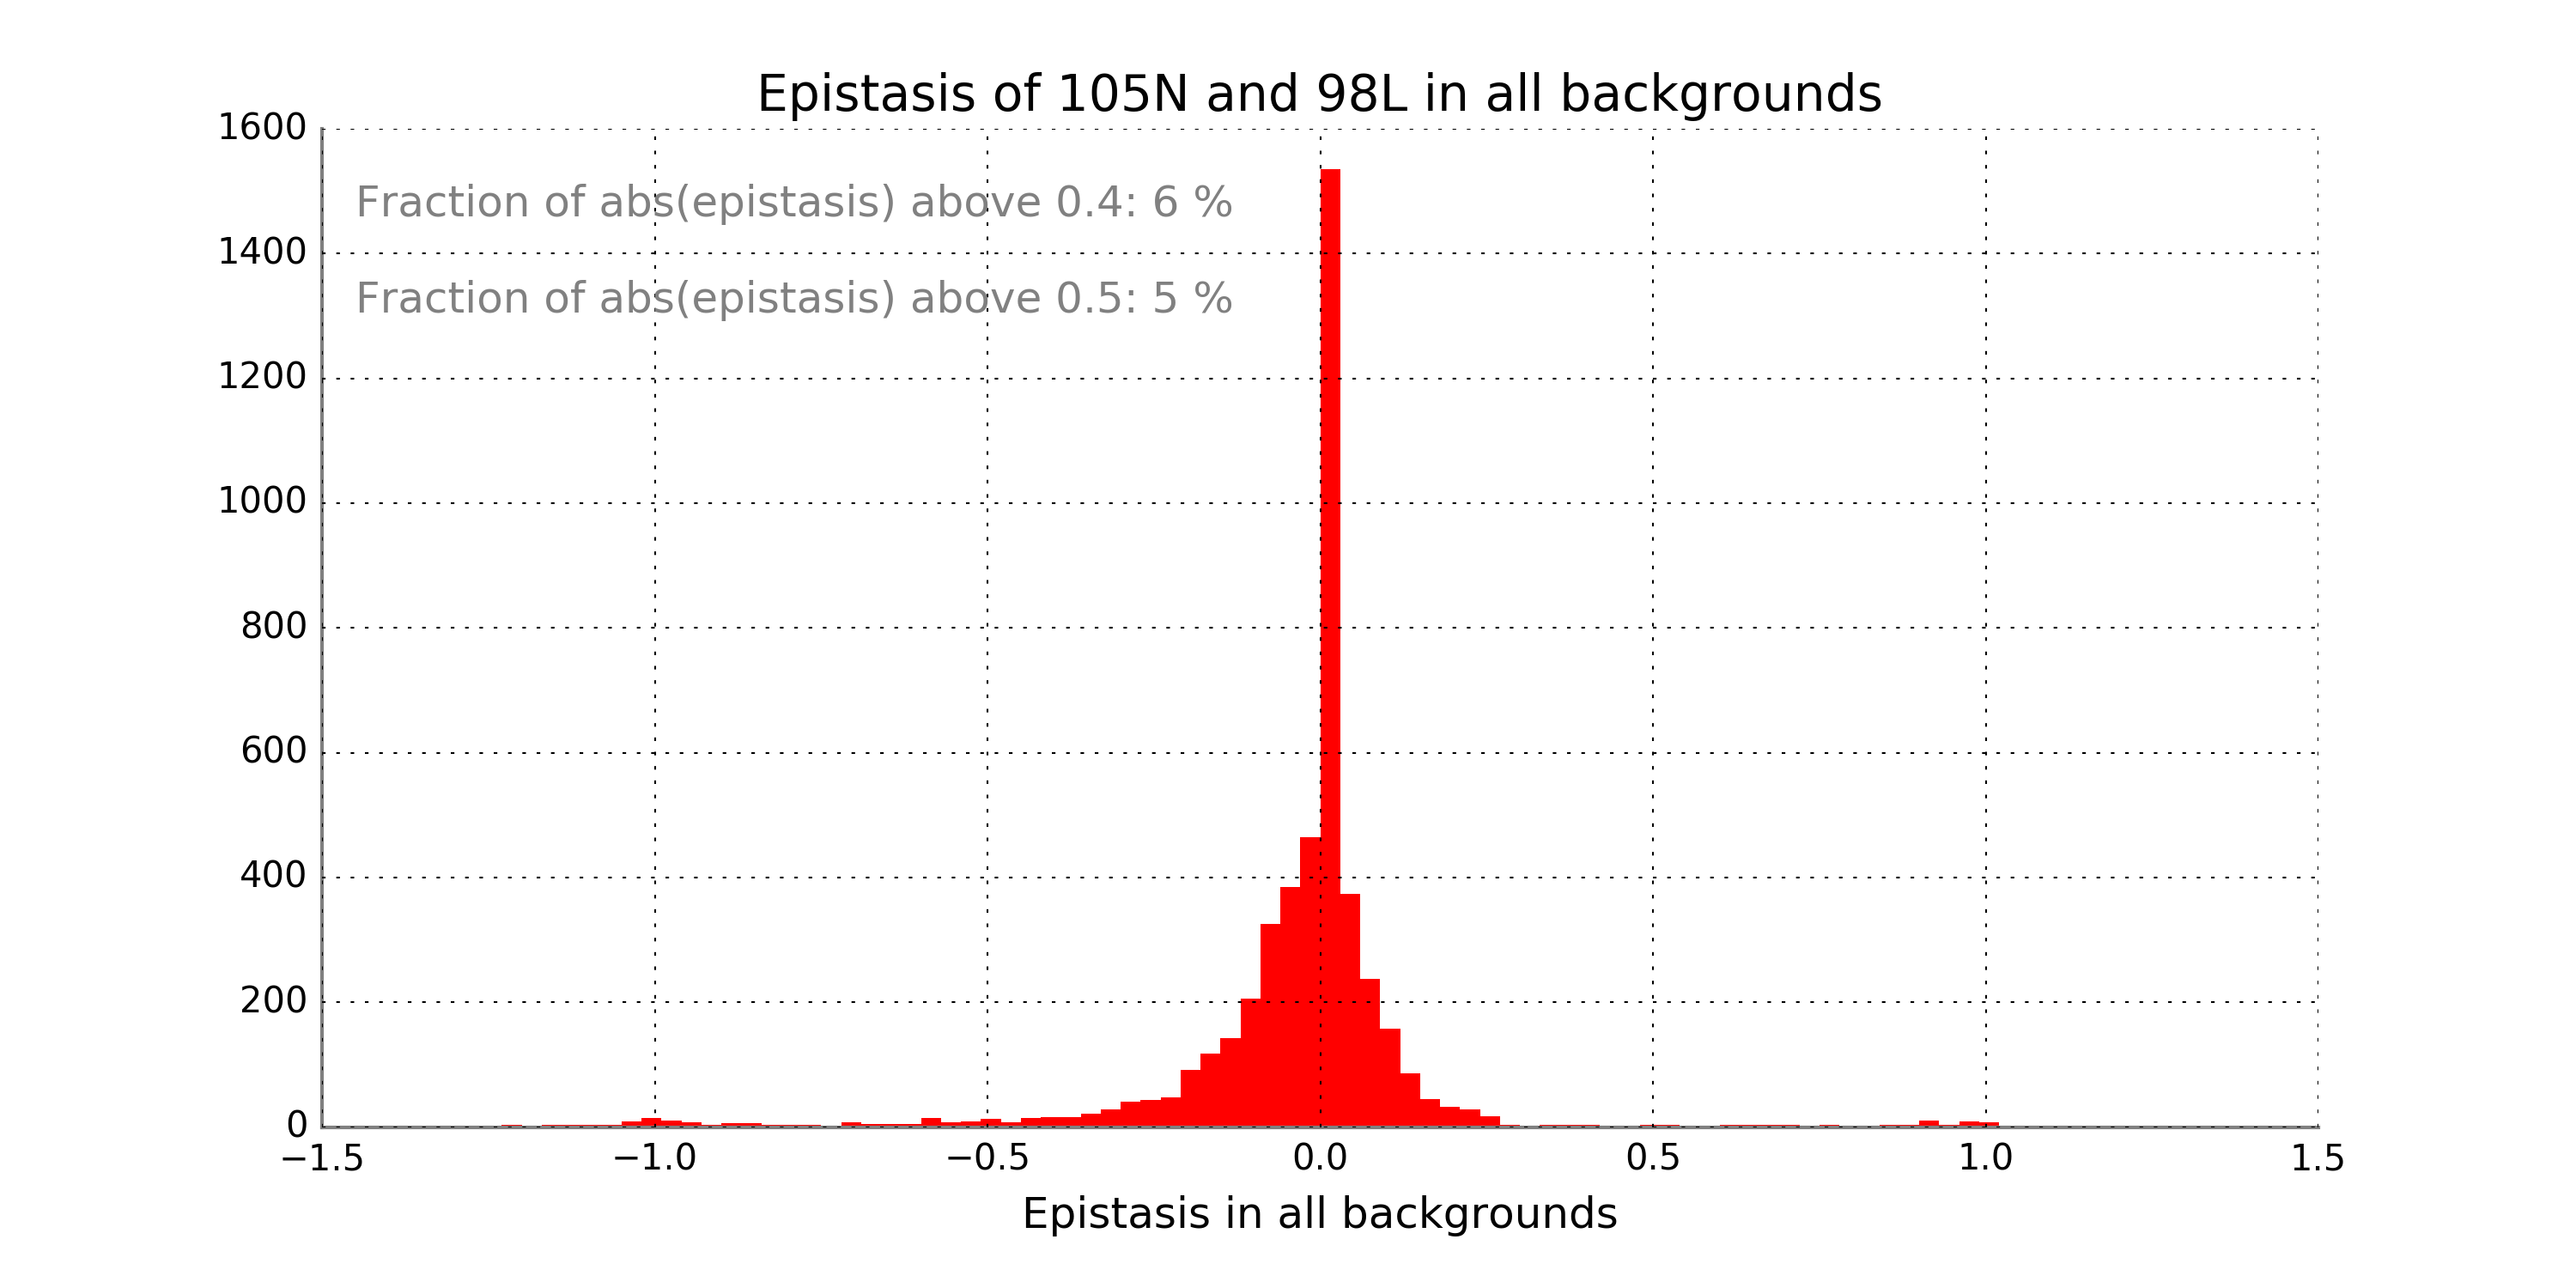 Epistasis of 105N and 98L in all backgrounds
1600
Fraction of abs(epistasis) above 0.4: 6 %
1400
Fraction of abs(epistasis) above 0.5: 5 %
1200
1000
800
600
400
200
0
−1.5 −1.0 −0.5 0.0 0.5 1.0 1.5
Epistasis in all backgrounds